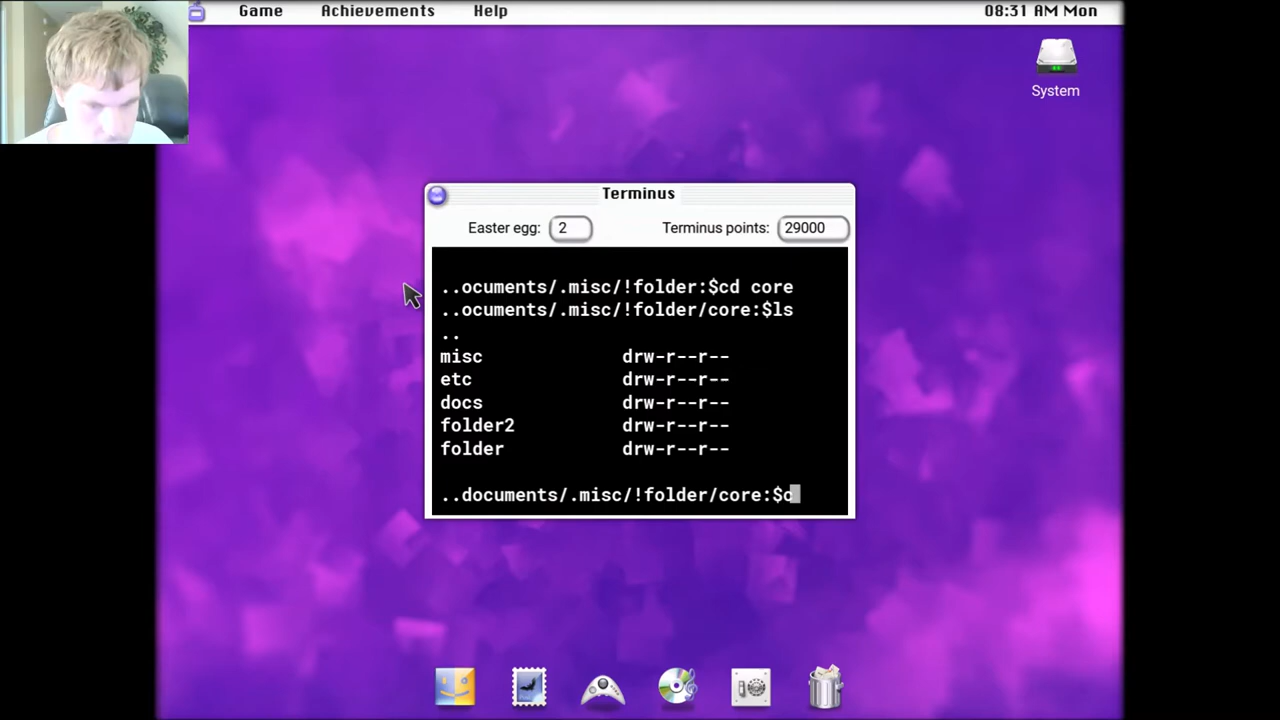 Game Achievements Help 08:31 AM Mon
System
Terminus
Easter egg: 2 Terminus points: 29000
..ocuments/.misc/!folder:$cd core
..ocuments/.misc/!folder/core:$ls
..
misc drw-r--r--
etc drw-r--r--
docs drw-r--r--
folder2 drw-r--r--
folder drw-r--r--
..documents/.misc/!folder/core:$c